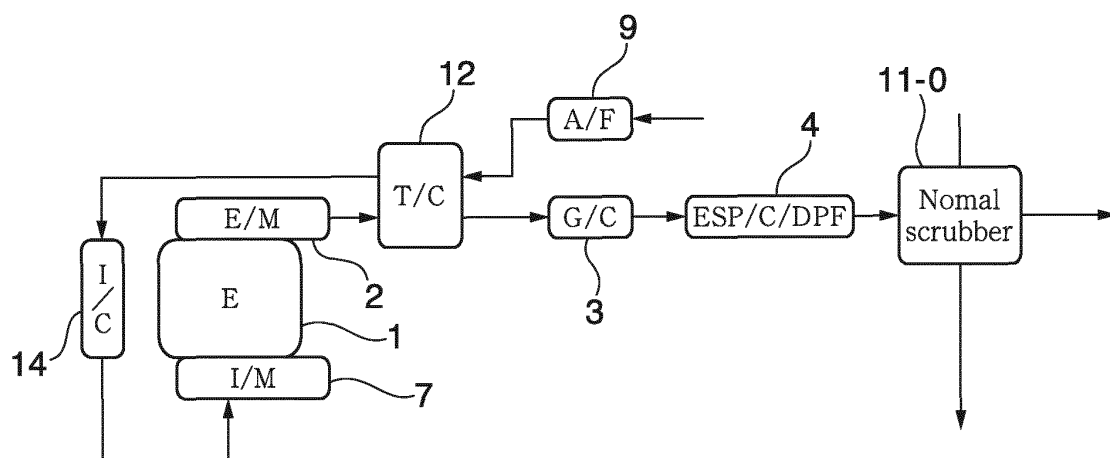 9
12
11-0
A/F
4
T/C
Nomal
scrubber
E/M
G/C
ESP/C/DPF
I
/
C
E
2
3
1
14
I/M
7